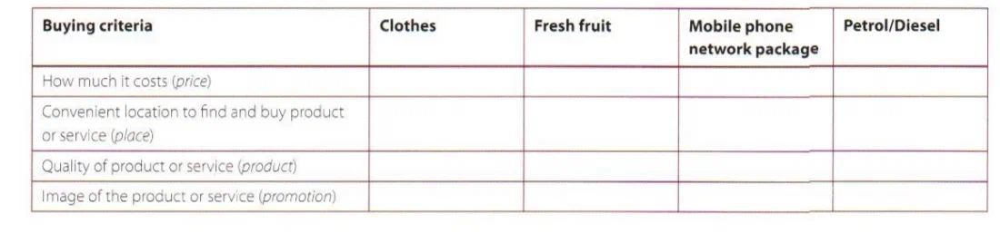 Buying criteria
Clothes
Fresh fruit
Mobile phone
network package
Petrol/Diesel
How much it costs (price)
Convenient location to find and buy product
or service (place)
Quality of product or service (product)
Image of the product or service (promotion)